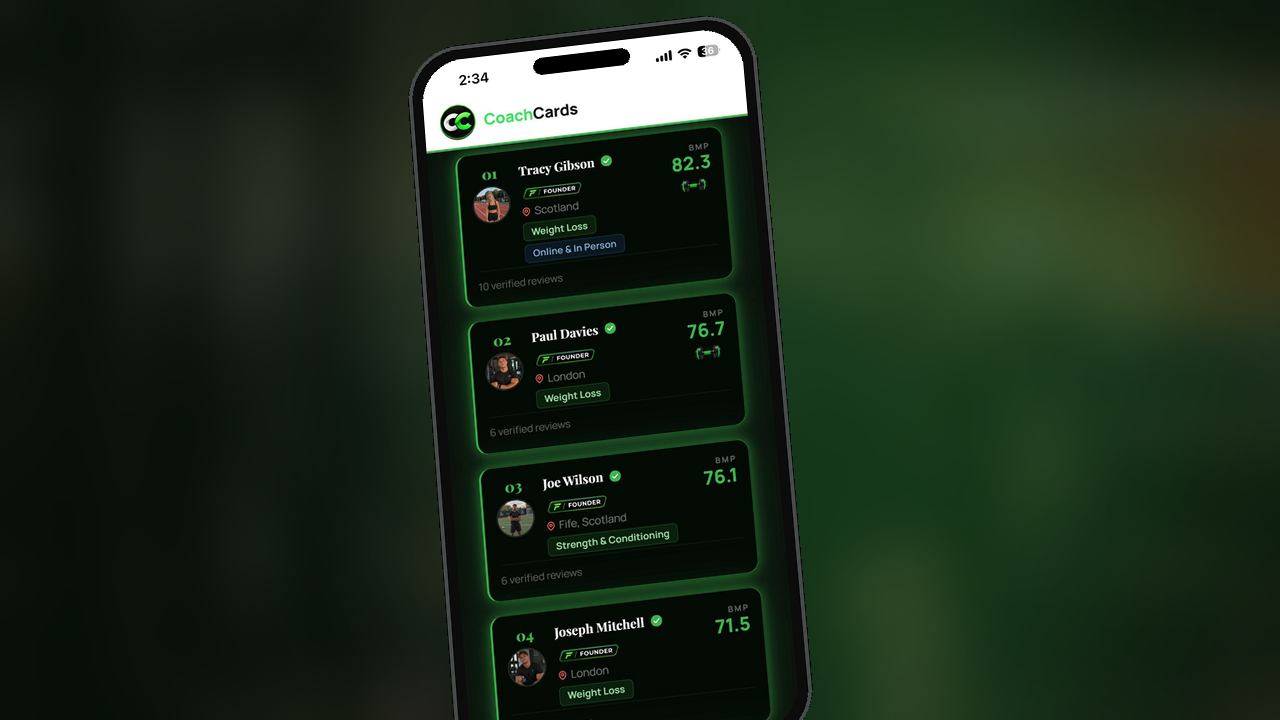 2:34
36
CC
CoachCards
01
Tracy Gibson
FOUNDER
Scotland
Weight Loss
Online & In Person
10 verified reviews
BMP
82.3
02
Paul Davies
FOUNDER
London
Weight Loss
6 verified reviews
BMP
76.7
03
Joe Wilson
FOUNDER
Fife, Scotland
Strength & Conditioning
6 verified reviews
BMP
76.1
04
Joseph Mitchell
FOUNDER
London
Weight Loss
BMP
71.5